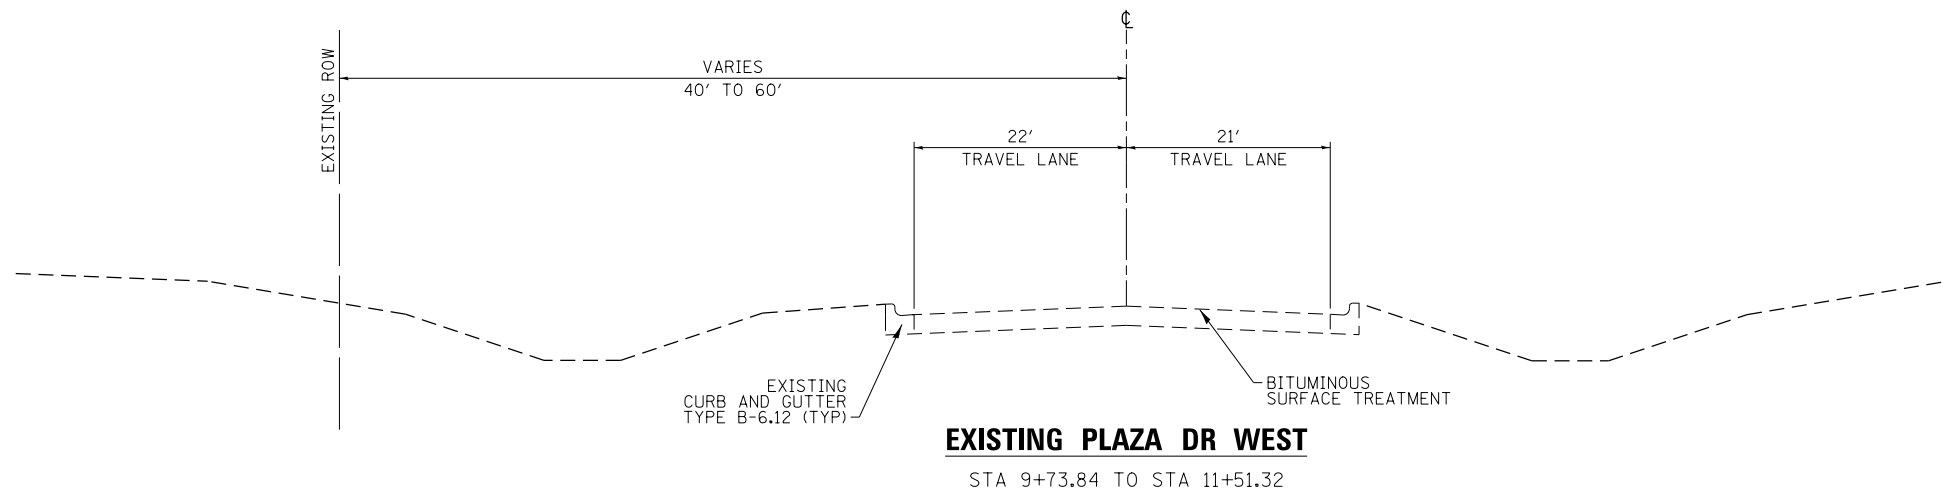 ℄
EXISTING ROW
VARIES
40' TO 60'
22'
TRAVEL LANE
21'
TRAVEL LANE
EXISTING
CURB AND GUTTER
TYPE B-6.12 (TYP)
BITUMINOUS
SURFACE TREATMENT
EXISTING PLAZA DR WEST
STA 9+73.84 TO STA 11+51.32